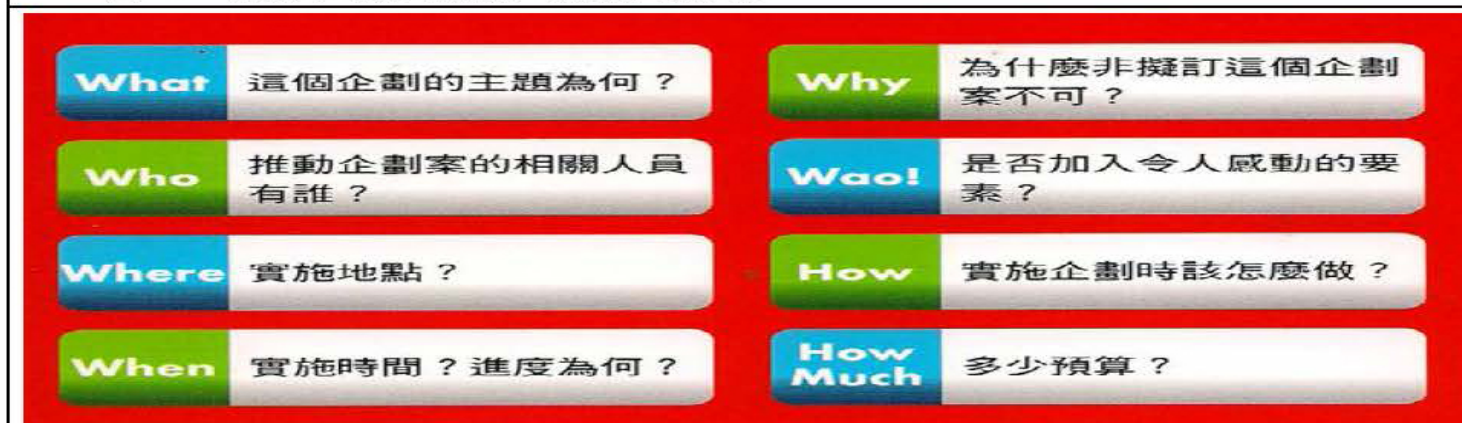 What
這個企劃的主題為何？
Why
為什麼非擬訂這個企劃
案不可？
Who
推動企劃案的相關人員
有誰？
Wao!
是否加入令人感動的要
素？
Where
實施地點？
How
實施企劃時該怎麼做？
When
實施時間？進度為何？
How
Much
多少預算？